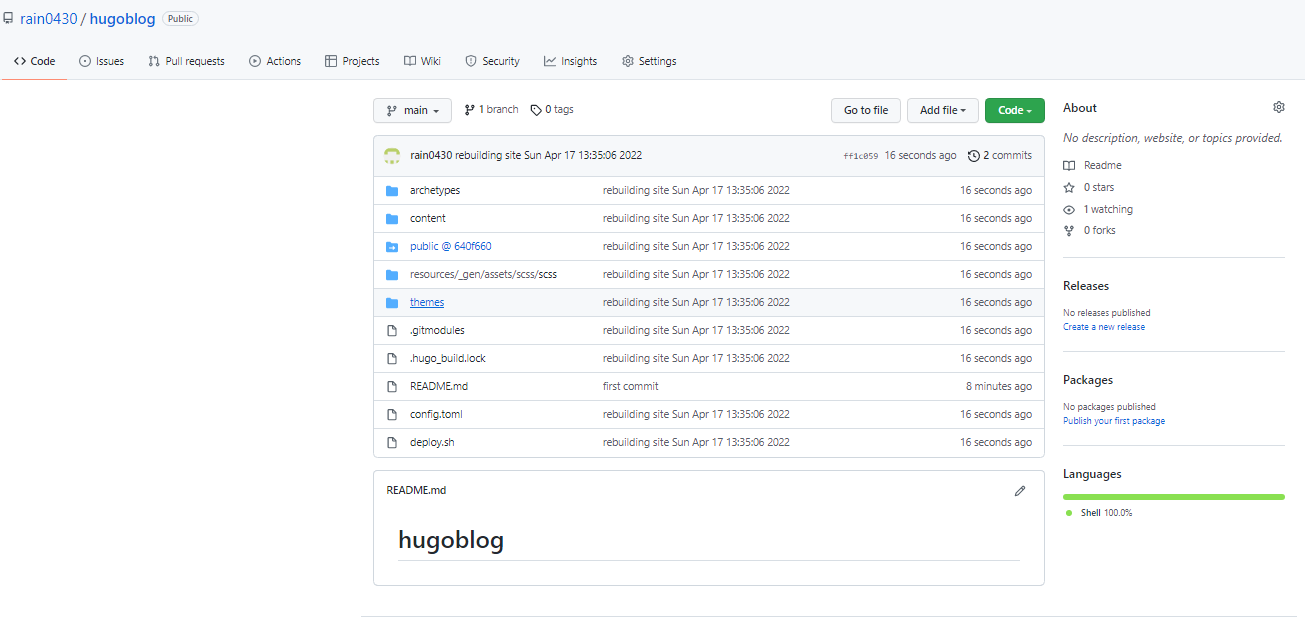 rain0430 / hugoblog Public
Code Issues Pull requests Actions Projects Wiki Security Insights Settings
main 1 branch 0 tags Go to file Add file Code
rain0430 rebuilding site Sun Apr 17 13:35:06 2022 ff1c059 16 seconds ago 2 commits
archetypes rebuilding site Sun Apr 17 13:35:06 2022 16 seconds ago
content rebuilding site Sun Apr 17 13:35:06 2022 16 seconds ago
public @ 640f660 rebuilding site Sun Apr 17 13:35:06 2022 16 seconds ago
resources/_gen/assets/scss/scss rebuilding site Sun Apr 17 13:35:06 2022 16 seconds ago
themes rebuilding site Sun Apr 17 13:35:06 2022 16 seconds ago
.gitmodules rebuilding site Sun Apr 17 13:35:06 2022 16 seconds ago
.hugo_build.lock rebuilding site Sun Apr 17 13:35:06 2022 16 seconds ago
README.md first commit 8 minutes ago
config.toml rebuilding site Sun Apr 17 13:35:06 2022 16 seconds ago
deploy.sh rebuilding site Sun Apr 17 13:35:06 2022 16 seconds ago
README.md
hugoblog
About
No description, website, or topics provided.
Readme
0 stars
1 watching
0 forks
Releases
No releases published
Create a new release
Packages
No packages published
Publish your first package
Languages
Shell 100.0%